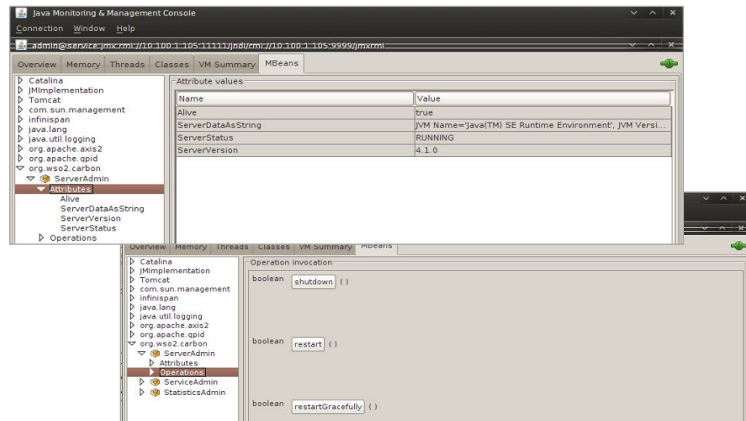 Java Monitoring & Management Console
Connection Window Help
admin@service:jmx:rmi://10.100.1.105:11111/jndi/rmi://10.100.1.105:9999/jmxrmi
Overview Memory Threads Classes VM Summary MBeans
Catalina
JMImplementation
Tomcat
com.sun.management
infinispan
java.lang
java.util.logging
org.apache.axis2
org.apache.qpid
org.wso2.carbon
ServerAdmin
Attributes
Alive
ServerDataAsString
ServerVersion
ServerStatus
Operations
Attribute values
Name Value
Alive true
ServerDataAsString JVM Name='Java(TM) SE Runtime Environment', JVM Versi...
ServerStatus RUNNING
ServerVersion 4.1.0
Overview Memory Threads Classes VM Summary MBeans
Catalina
JMImplementation
Tomcat
com.sun.management
infinispan
java.lang
java.util.logging
org.apache.axis2
org.apache.qpid
org.wso2.carbon
ServerAdmin
Attributes
Operations
ServiceAdmin
StatisticsAdmin
Operation invocation
boolean shutdown ( )
boolean restart ( )
boolean restartGracefully ( )